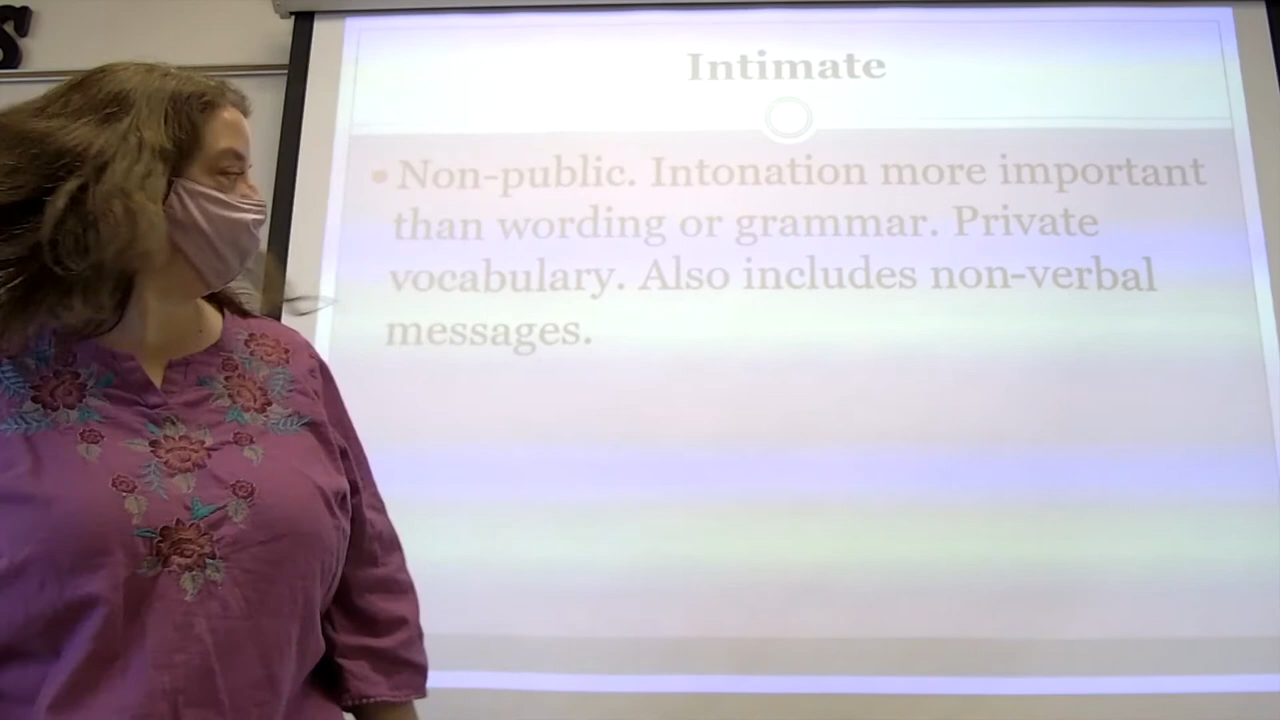 Intimate
• Non-public. Intonation more important
than wording or grammar. Private
vocabulary. Also includes non-verbal
messages.